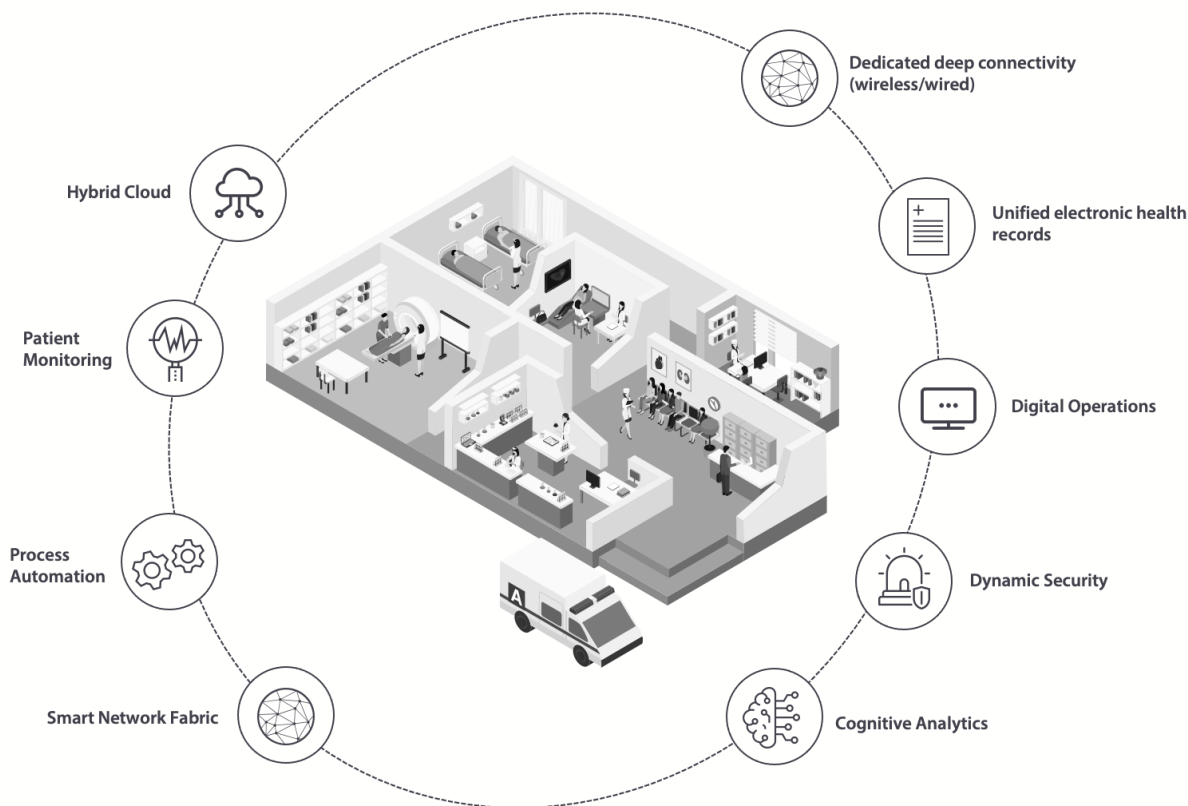 Dedicated deep connectivity
(wireless/wired)
Hybrid Cloud
Unified electronic health
records
Patient
Monitoring
Digital Operations
Process
Automation
Dynamic Security
A
Smart Network Fabric
Cognitive Analytics